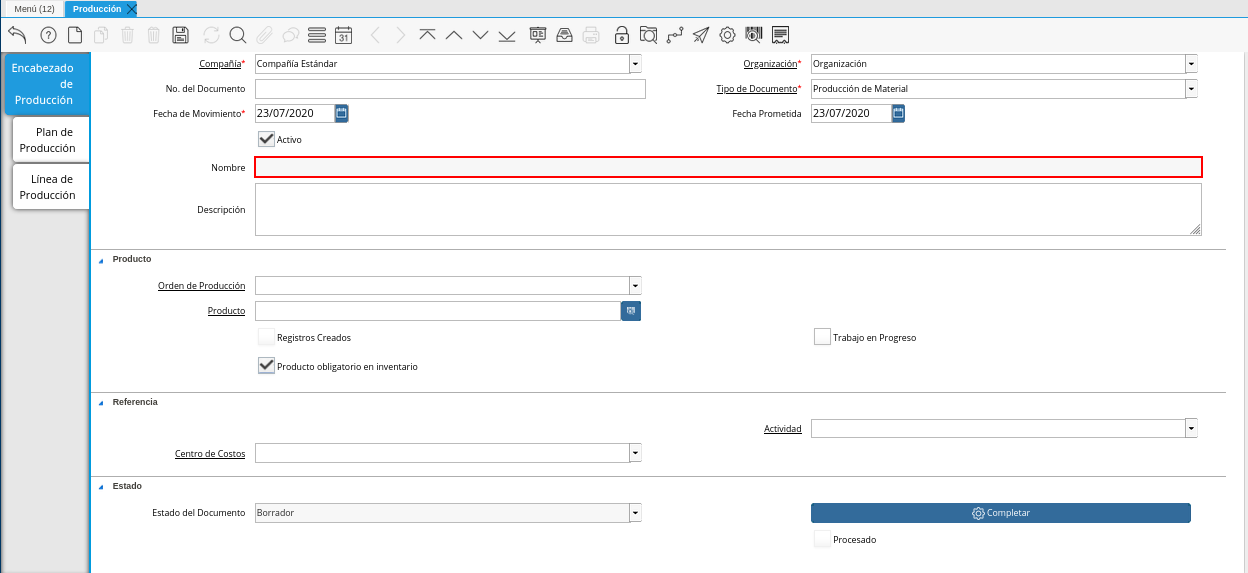 Menú (12) Producción
31
Encabezado
de
Producción
Plan de
Producción
Línea de
Producción
Compañía* Compañía Estándar Organización* Organización
No. del Documento Tipo de Documento* Producción de Material
Fecha de Movimiento* 23/07/2020 Fecha Prometida 23/07/2020
Activo
Nombre
Descripción
Producto
Orden de Producción
Producto
Registros Creados Trabajo en Progreso
Producto obligatorio en inventario
Referencia
Actividad
Centro de Costos
Estado
Estado del Documento Borrador Completar
Procesado